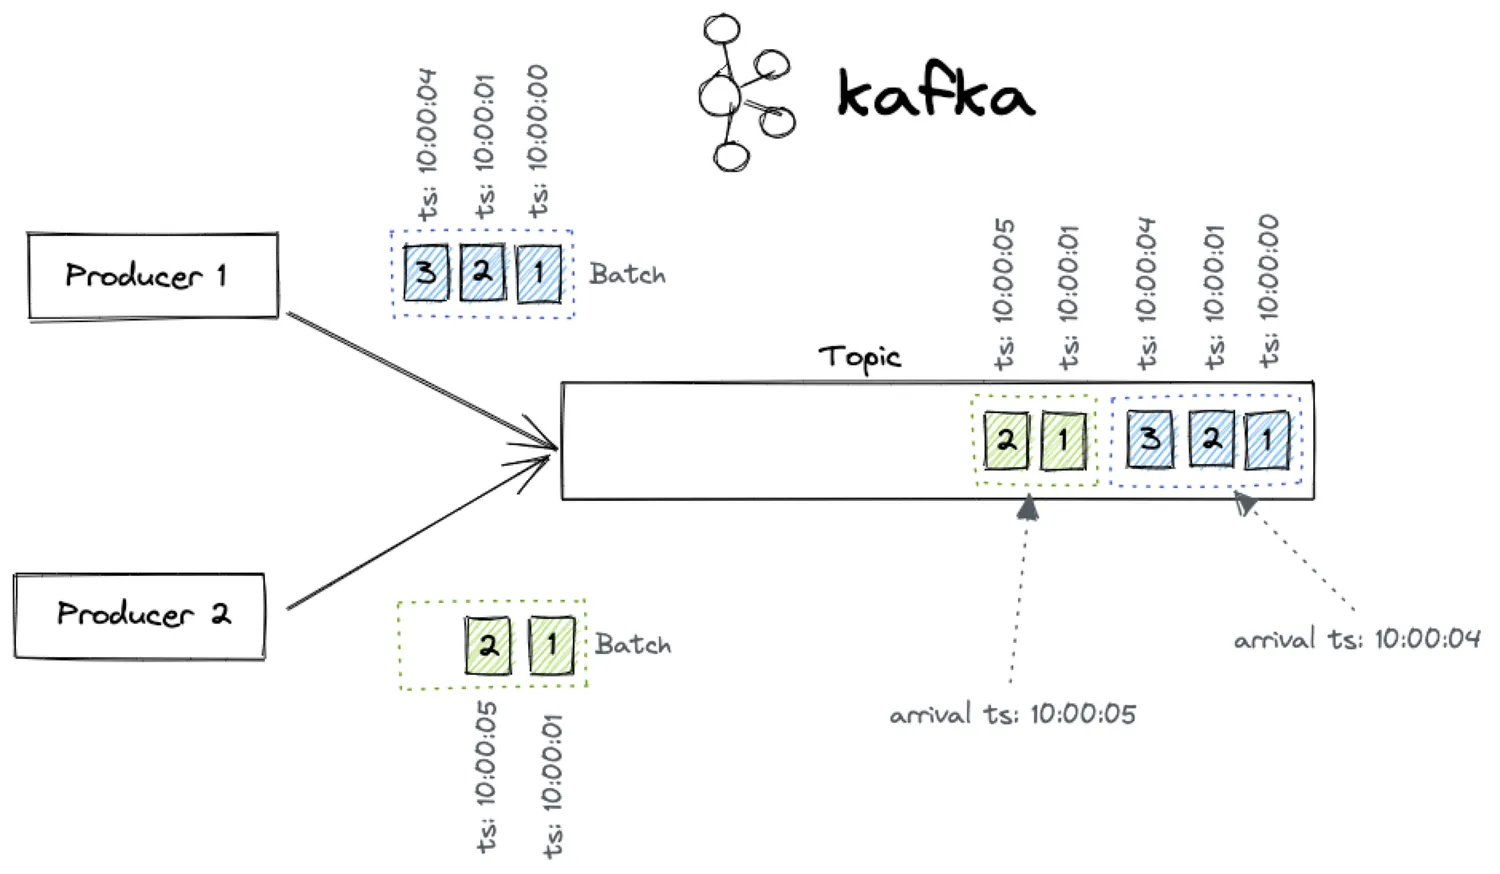 kafka
ts: 10:00:04
ts: 10:00:01
ts: 10:00:00
Producer 1
3 2 1
Batch
ts: 10:00:05
ts: 10:00:01
ts: 10:00:04
ts: 10:00:01
ts: 10:00:00
Topic
2 1 3 2 1
Producer 2
2 1
Batch
ts: 10:00:05
ts: 10:00:01
arrival ts: 10:00:04
arrival ts: 10:00:05